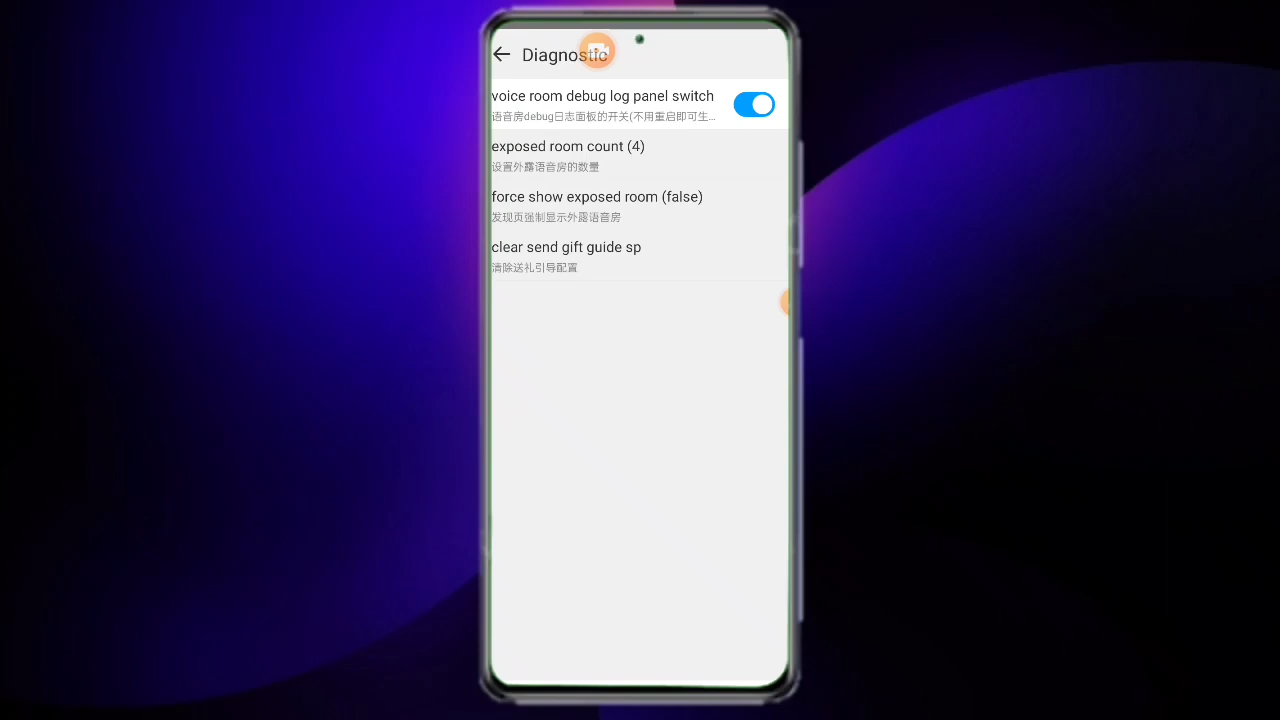 Diagnostic
voice room debug log panel switch
语音房debug日志面板的开关(不用重启即可生...
exposed room count (4)
设置外露语音房的数量
force show exposed room (false)
发现页强制显示外露语音房
clear send gift guide sp
清除送礼引导配置